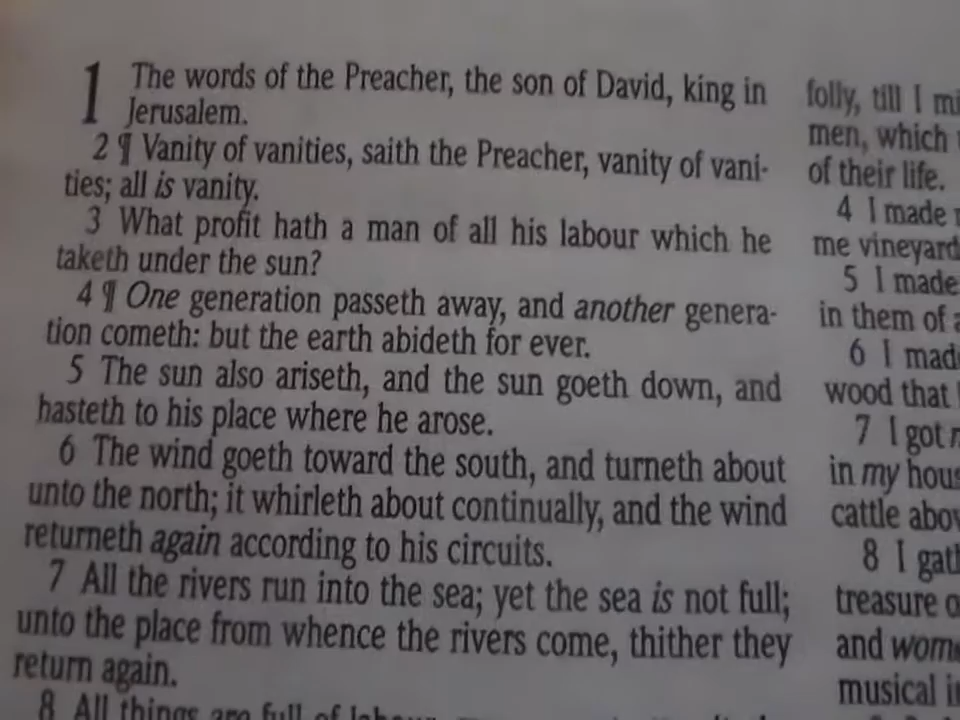 1 The words of the Preacher, the son of David, king in
Jerusalem.
2 ¶ Vanity of vanities, saith the Preacher, vanity of vani-
ties; all is vanity.
3 What profit hath a man of all his labour which he
taketh under the sun?
4 ¶ One generation passeth away, and another genera-
tion cometh: but the earth abideth for ever.
5 The sun also ariseth, and the sun goeth down, and
hasteth to his place where he arose.
6 The wind goeth toward the south, and turneth about
unto the north; it whirleth about continually, and the wind
returneth again according to his circuits.
7 All the rivers run into the sea; yet the sea is not full;
unto the place from whence the rivers come, thither they
return again.
8 All things are full of
folly, till I
men, which
of their life.
4 I made
me vineyard
5 I made
in them of
6 I
wood that
7 I got
in my
cattle
8 I
treasure
and
musical